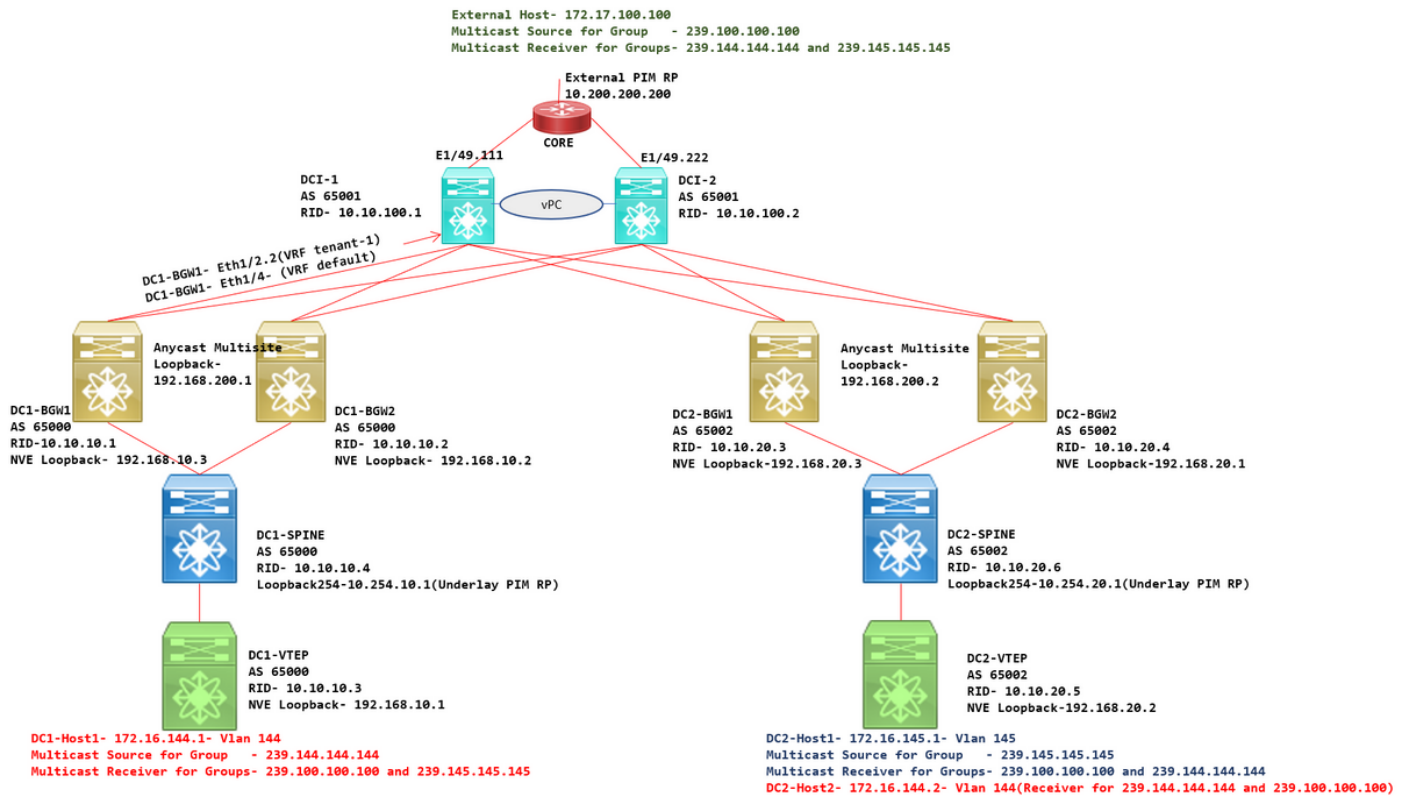 External Host- 172.17.100.100
Multicast Source for Group   - 239.100.100.100
Multicast Receiver for Groups- 239.144.144.144 and 239.145.145.145
External PIM RP
10.200.200.200
CORE
E1/49.111
E1/49.222
DCI-1
AS 65001
RID- 10.10.100.1
vPC
DCI-2
AS 65001
RID- 10.10.100.2
DC1-BGW1- Eth1/2.2(VRF tenant-1)
DC1-BGW1- Eth1/4- (VRF default)
Anycast Multisite
Loopback-
192.168.200.1
Anycast Multisite
Loopback-
192.168.200.2
DC1-BGW1
AS 65000
RID-10.10.10.1
NVE Loopback- 192.168.10.3
DC1-BGW2
AS 65000
RID- 10.10.10.2
NVE Loopback- 192.168.10.2
DC2-BGW1
AS 65002
RID- 10.10.20.3
NVE Loopback-192.168.20.3
DC2-BGW2
AS 65002
RID- 10.10.20.4
NVE Loopback-192.168.20.1
DC1-SPINE
AS 65000
RID- 10.10.10.4
Loopback254-10.254.10.1(Underlay PIM RP)
DC2-SPINE
AS 65002
RID- 10.10.20.6
Loopback254-10.254.20.1(Underlay PIM RP)
DC1-VTEP
AS 65000
RID- 10.10.10.3
NVE Loopback- 192.168.10.1
DC2-VTEP
AS 65002
RID- 10.10.20.5
NVE Loopback-192.168.20.2
DC1-Host1- 172.16.144.1- Vlan 144
Multicast Source for Group   - 239.144.144.144
Multicast Receiver for Groups- 239.100.100.100 and 239.145.145.145
DC2-Host1- 172.16.145.1- Vlan 145
Multicast Source for Group   - 239.145.145.145
Multicast Receiver for Groups- 239.100.100.100 and 239.144.144.144
DC2-Host2- 172.16.144.2- Vlan 144(Receiver for 239.144.144.144 and 239.100.100.100)